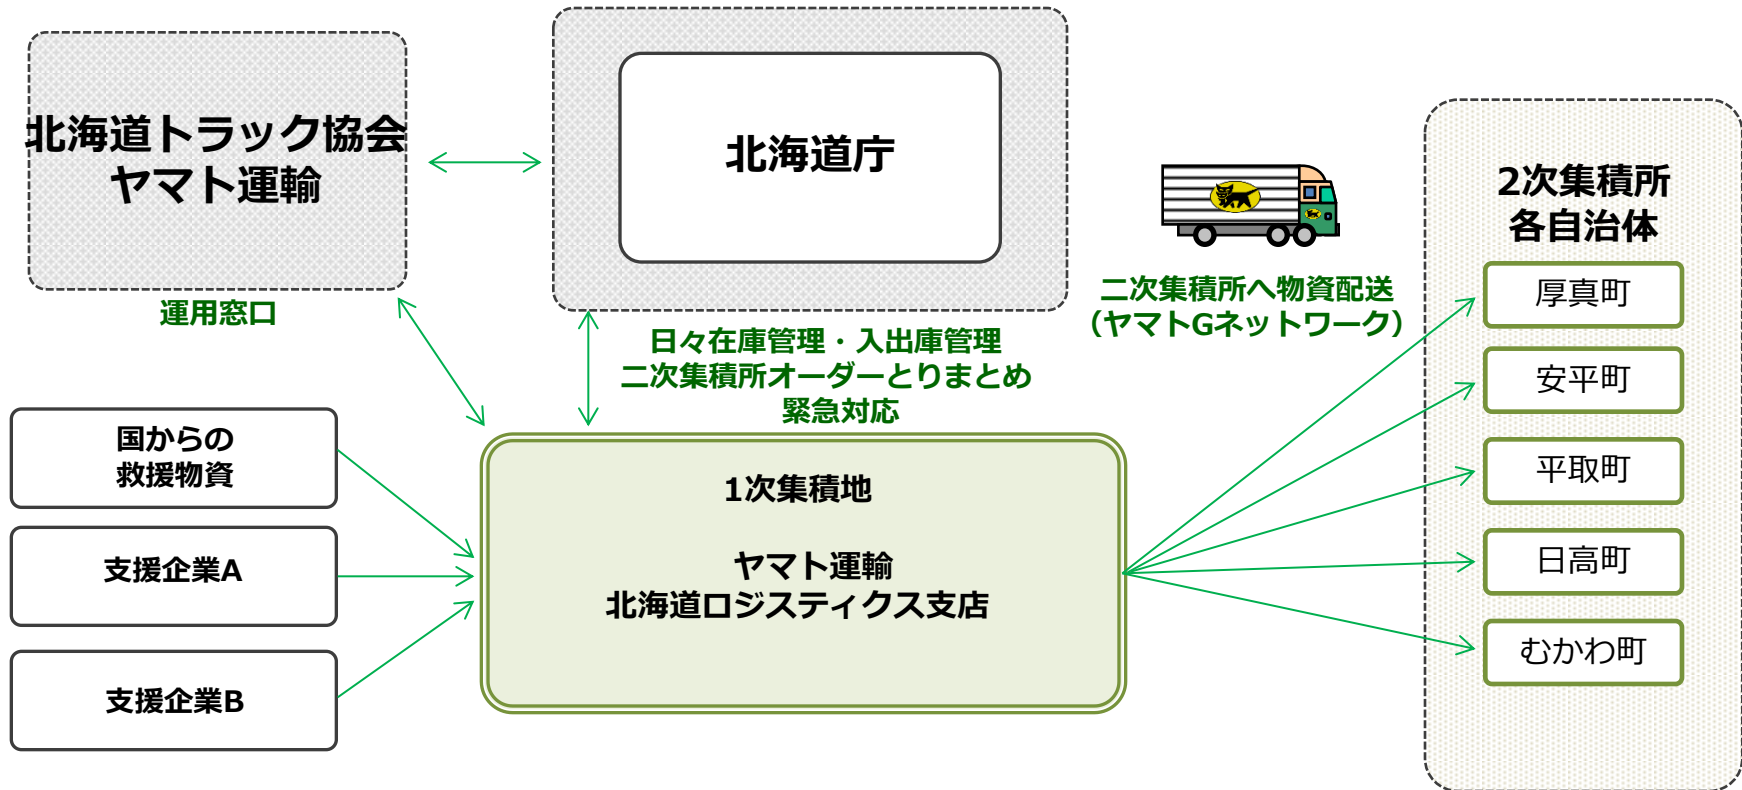 北海道トラック協会
ヤマト運輸
運用窓口
北海道庁
日々在庫管理・入出庫管理
二次集積所オーダーとりまとめ
緊急対応
二次集積所へ物資配送
（ヤマトGネットワーク）
国からの
救援物資
支援企業A
支援企業B
1次集積地
ヤマト運輸
北海道ロジスティクス支店
2次集積所
各自治体
厚真町
安平町
平取町
日高町
むかわ町